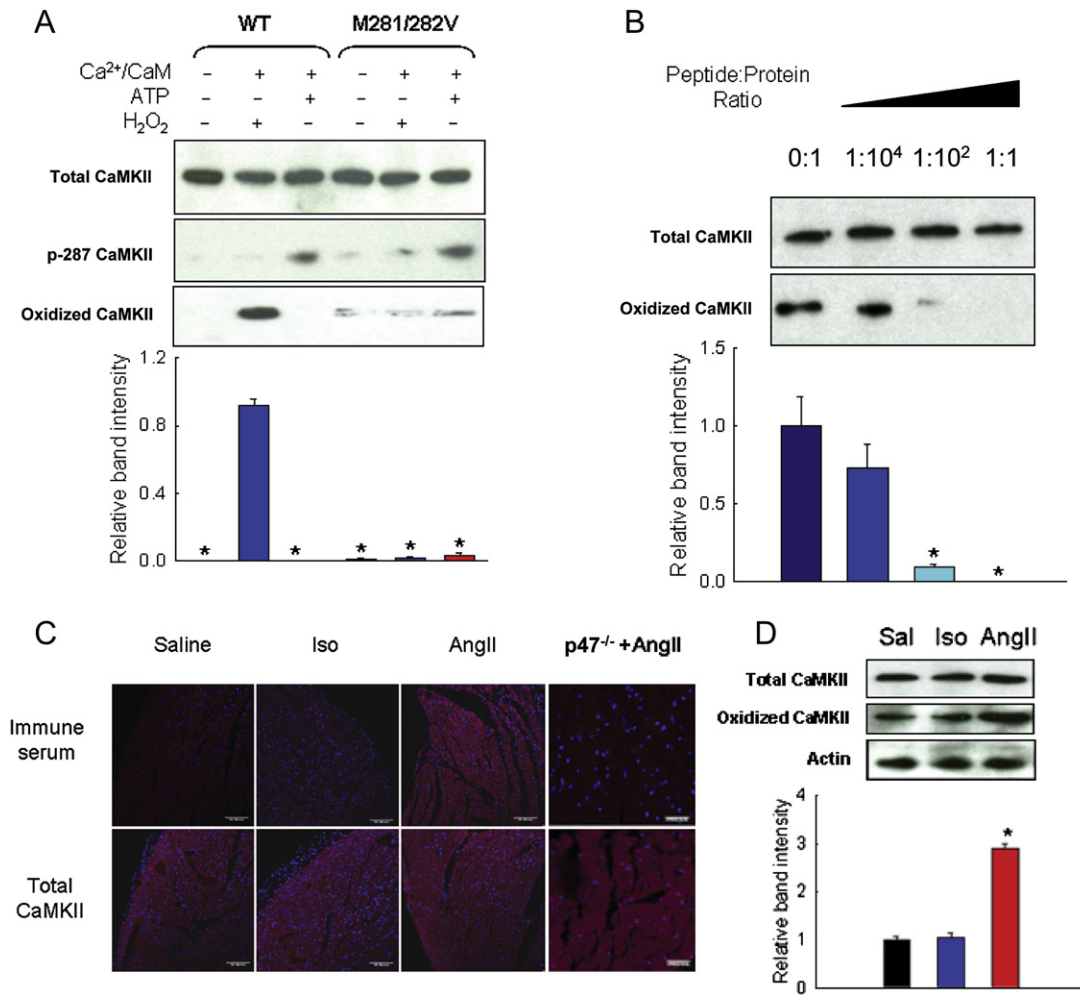 A
WT M281/282V
Ca²⁺/CaM – + + – + +
ATP – – + – – +
H₂O₂ – + – – + –
Total CaMKII
p-287 CaMKII
Oxidized CaMKII
Relative band intensity
1.2
0.8
0.4
0.0
* * * * *
B
Peptide:Protein
Ratio
0:1 1:10⁴ 1:10² 1:1
Total CaMKII
Oxidized CaMKII
Relative band intensity
1.5
1.0
0.5
0.0
* *
C
Saline Iso AngII p47⁻/⁻ +AngII
Immune
serum
Total
CaMKII
D
Sal Iso AngII
Total CaMKII
Oxidized CaMKII
Actin
Relative band intensity
4
3
2
1
0
*